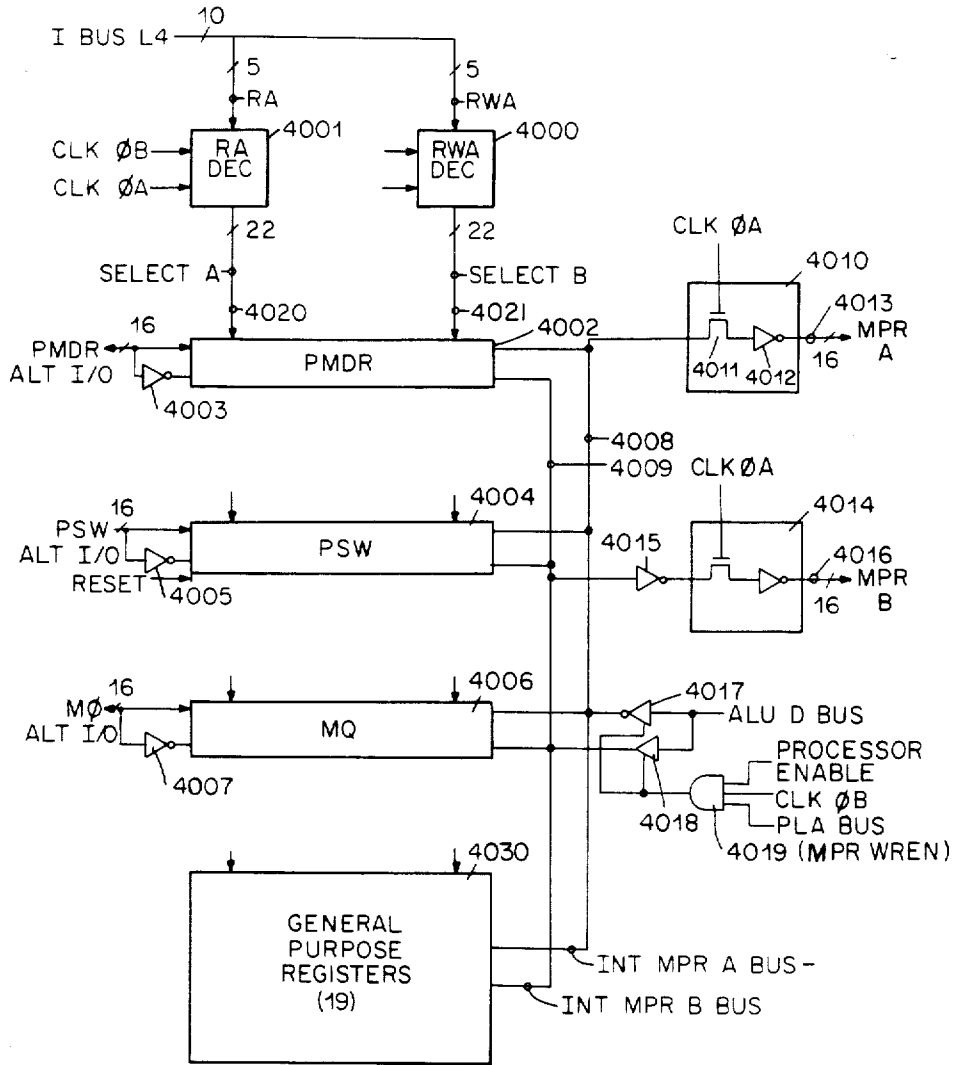 10
I BUS L4
5
5
RA
RWA
4001
4000
CLK ØB
RA DEC
RWA DEC
CLK ØA
22
22
CLK ØA
SELECT A
SELECT B
4010
4020
4021
4013
16
4002
MPR A
PMDR
ALT I/O
PMDR
4011
4012
16
4003
4008
4009
CLKØA
4004
4014
PSW
16
ALT I/O
PSW
4015
4016
RESET
4005
MPR B
16
4006
4017
MØ
16
ALT I/O
MQ
ALU D BUS
PROCESSOR ENABLE
4007
4018
CLK ØB
PLA BUS
4019 (MPR WREN)
4030
GENERAL
PURPOSE
REGISTERS
(19)
INT MPR A BUS-
INT MPR B BUS